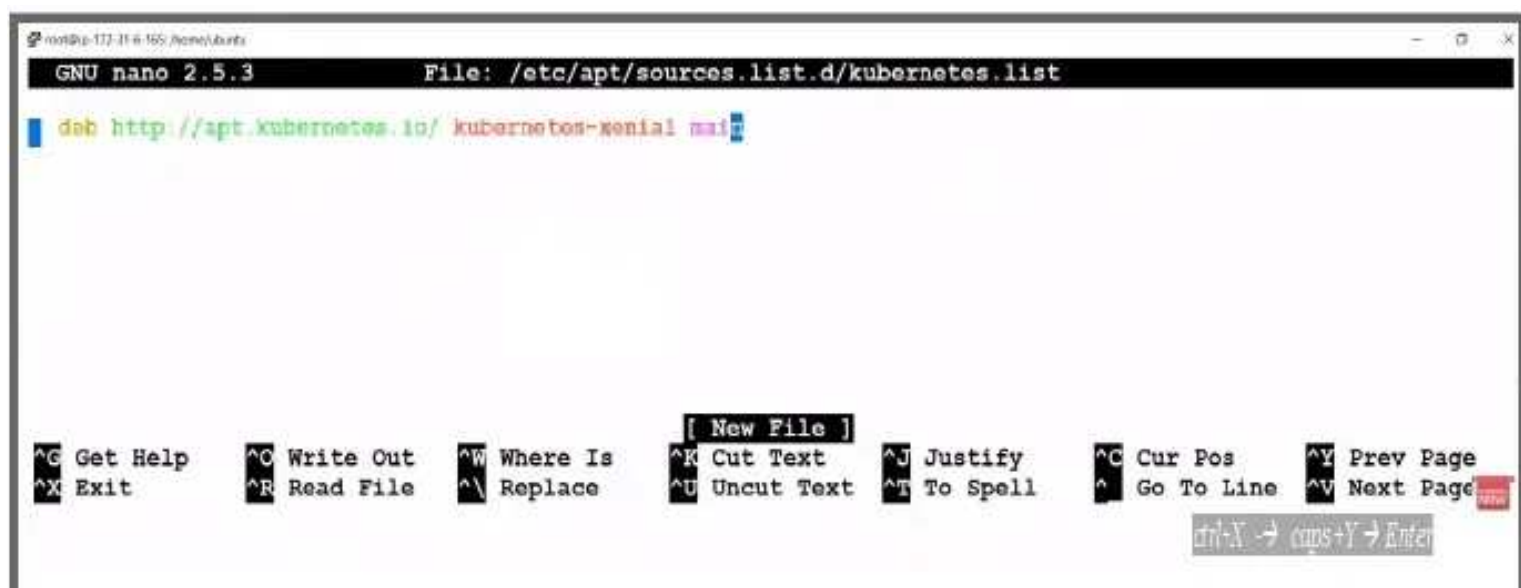 root@ip-172-31-6-165: /home/ubuntu
GNU nano 2.5.3 File: /etc/apt/sources.list.d/kubernetes.list
deb http://apt.kubernetes.io/ kubernetes-xenial main
[ New File ]
^G Get Help ^O Write Out ^W Where Is ^K Cut Text ^J Justify ^C Cur Pos ^Y Prev Page
^X Exit ^R Read File ^\ Replace ^U Uncut Text ^T To Spell ^_ Go To Line ^V Next Page
ctrl+X → caps+Y → Enter